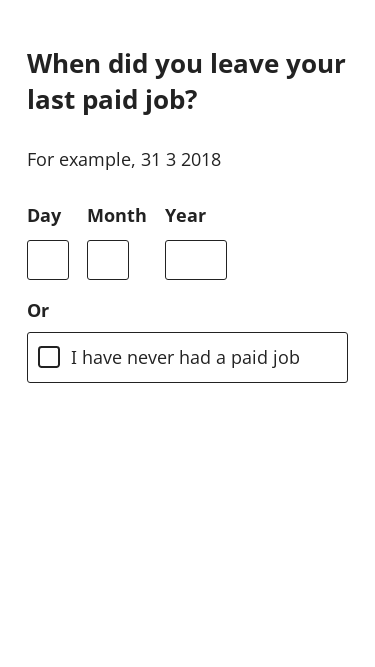 When did you leave your
last paid job?
For example, 31 3 2018
Day Month Year
Or
I have never had a paid job